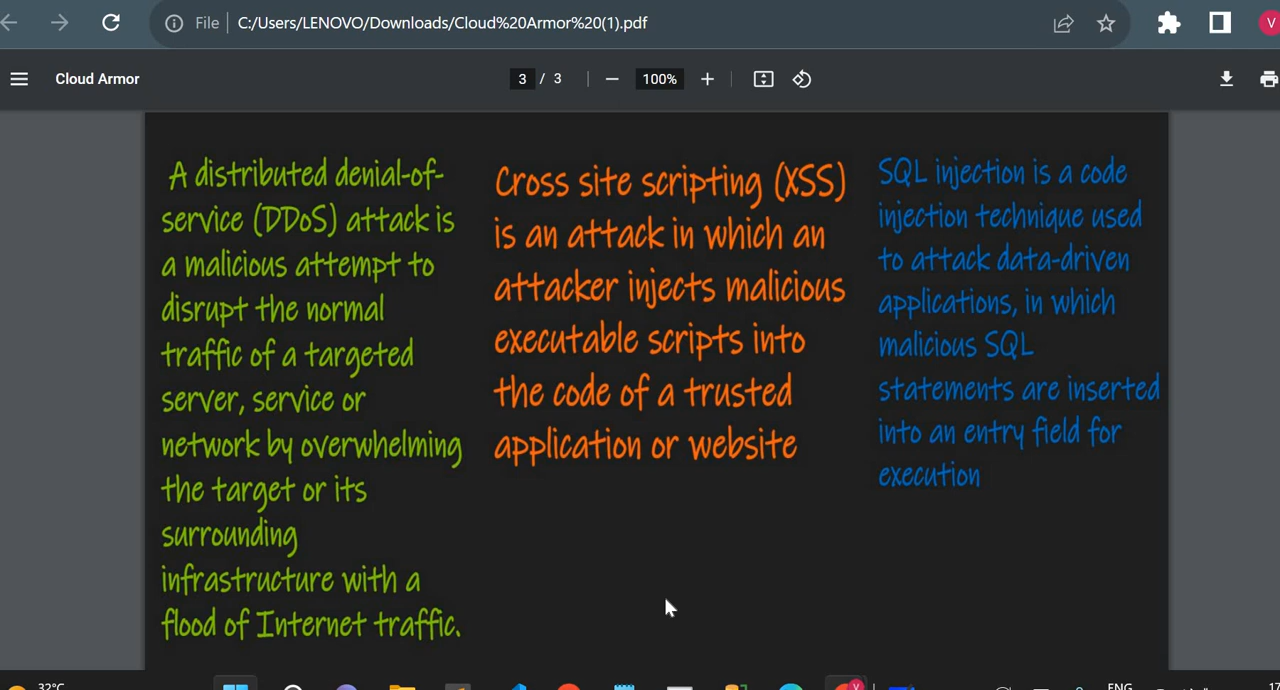 File
C:/Users/LENOVO/Downloads/Cloud%20Armor%20(1).pdf
V
Cloud Armor
3 / 3
100%
A distributed denial-of-
service (DDoS) attack is
a malicious attempt to
disrupt the normal
traffic of a targeted
server, service or
network by overwhelming
the target or its
surrounding
infrastructure with a
flood of Internet traffic.
Cross site scripting (XSS)
is an attack in which an
attacker injects malicious
executable scripts into
the code of a trusted
application or website
SQL injection is a code
injection technique used
to attack data-driven
applications, in which
malicious SQL
statements are inserted
into an entry field for
execution
32°C
ENG